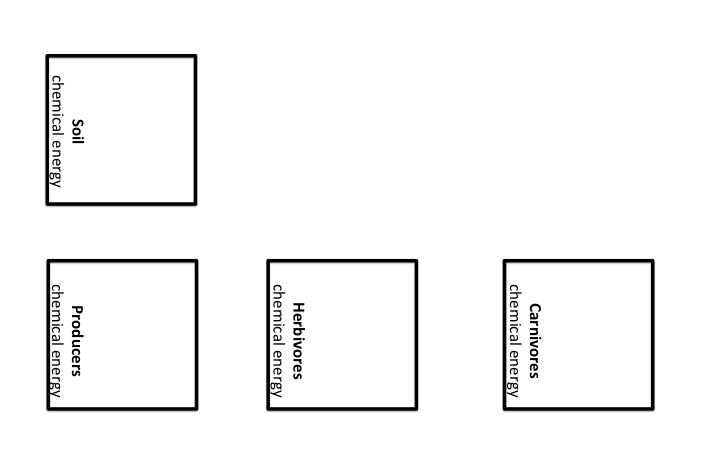 Soil
chemical energy
Producers
chemical energy
Herbivores
chemical energy
Carnivores
chemical energy